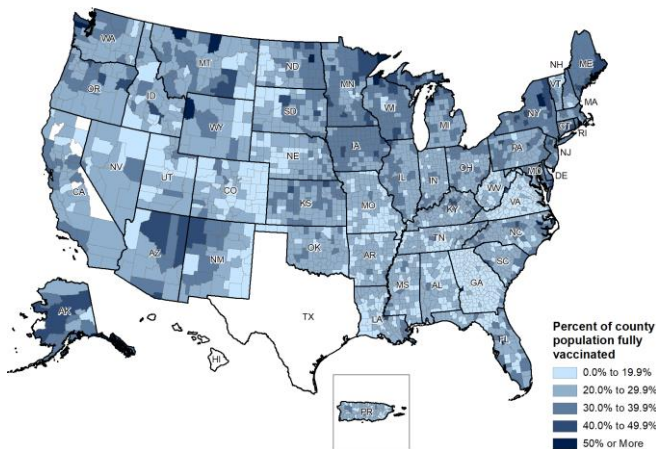 WA
MT
ND
MN
ME
NH
VT
OR
ID
SD
WI
MI
NY
MA
WY
CT
RI
IA
PA
NJ
NE
NV
UT
CO
IL
IN
OH
MD
DE
CA
WV
VA
KS
MO
KY
NC
TN
AZ
NM
OK
AR
SC
MS
AL
GA
AK
TX
LA
FL
HI
PR
Percent of county
population fully
vaccinated
0.0% to 19.9%
20.0% to 29.9%
30.0% to 39.9%
40.0% to 49.9%
50% or More